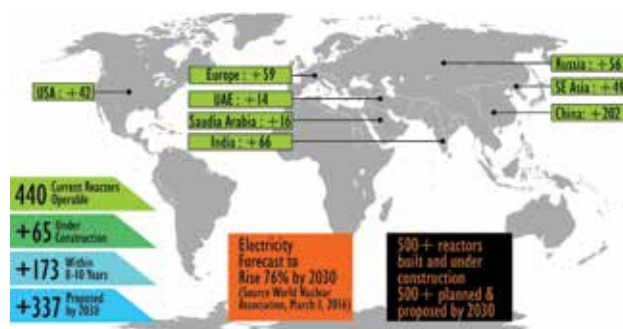 Russia : +56
Europe : +59
USA : +42
SE Asia : +49
UAE : +14
China: +202
Saudia Arabia : +16
India : +66
440 Current Reactors
Operable
+65 Under
Construction
+173 Within
8-10 Years
+337 Proposed
by 2030
Electricity
Forecast to
Rise 76% by 2030
(Source World Nuclear
Association, March 1, 2016)
500+ reactors
built and under
construction
500+ planned &
proposed by 2030